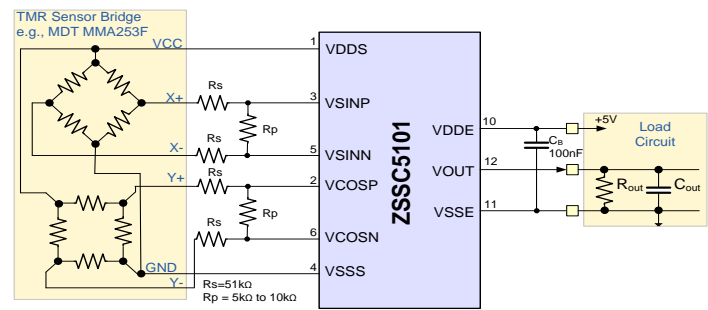 TMR Sensor Bridge
e.g., MDT MMA253F
VCC
1
VDDS
X+
Rs
3
VSINP
Rp
X-
Rs
5
VSINN
Y+
Rs
2
VCOSP
Rp
Rs
6
VCOSN
GND
4
VSSS
Y-
Rs=51kΩ
Rp = 5kΩ to 10kΩ
ZSSC5101
VDDE
10
VOUT
12
VSSE
11
CB
100nF
+5V
Load
Circuit
Rout
Cout